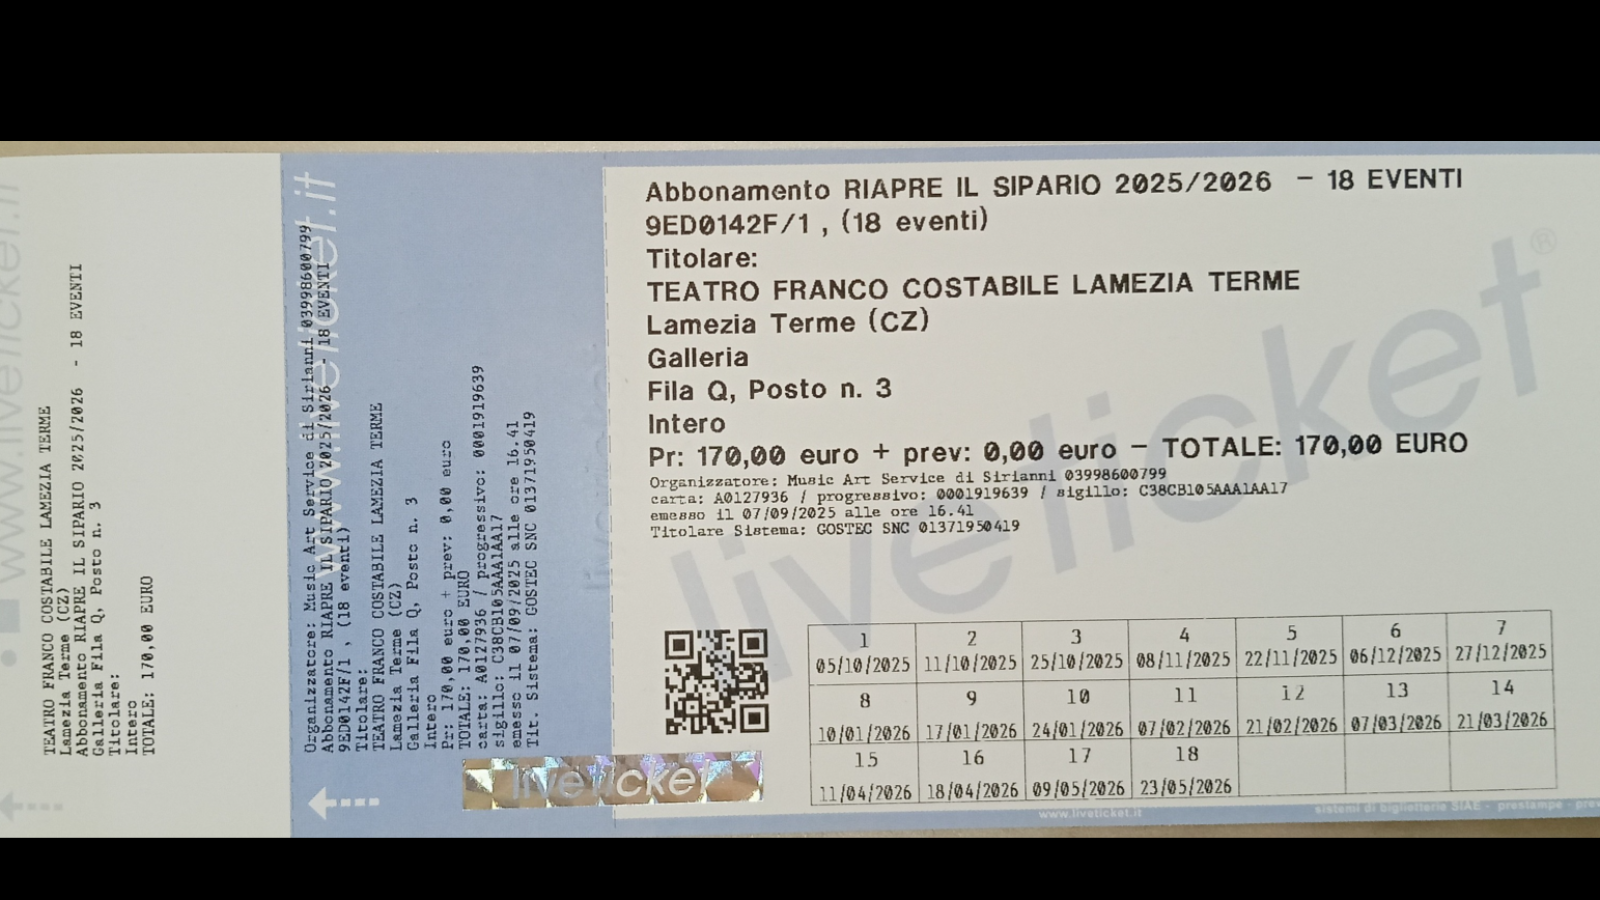 www.liveticket.it
TEATRO FRANCO COSTABILE LAMEZIA TERME
Lamezia Terme (CZ)
Abbonamento RIAPRE IL SIPARIO 2025/2026 - 18 EVENTI
Galleria Fila Q, Posto n. 3
Titolare:
Intero
TOTALE: 170,00 EURO
www.liveticket.it
Organizzatore: Music Art Service di Sirianni 03998600799
Abbonamento RIAPRE IL SIPARIO 2025/2026 - 18 EVENTI
9ED0142F/1 , (18 eventi)
Titolare:
TEATRO FRANCO COSTABILE LAMEZIA TERME
Lamezia Terme (CZ)
Galleria Fila Q, Posto n. 3
Intero
Pr: 170,00 euro + prev: 0,00 euro
TOTALE: 170,00 EURO
carta: A0127936 / progressivo: 0001919639
sigillo: C38CB105AAA1AA17
emesso il 07/09/2025 alle ore 16.41
Tit. Sistema: GOSTEC SNC 01371950419
liveticket
Abbonamento RIAPRE IL SIPARIO 2025/2026 - 18 EVENTI
9ED0142F/1 , (18 eventi)
Titolare:
TEATRO FRANCO COSTABILE LAMEZIA TERME
Lamezia Terme (CZ)
Galleria
Fila Q, Posto n. 3
Intero
Pr: 170,00 euro + prev: 0,00 euro - TOTALE: 170,00 EURO
Organizzatore: Music Art Service di Sirianni 03998600799
carta: A0127936 / progressivo: 0001919639 / sigillo: C38CB105AAA1AA17
emesso il 07/09/2025 alle ore 16.41
Titolare Sistema: GOSTEC SNC 01371950419
liveticket®
1 2 3 4 5 6 7
05/10/2025 11/10/2025 25/10/2025 08/11/2025 22/11/2025 06/12/2025 27/12/2025
8 9 10 11 12 13 14
10/01/2026 17/01/2026 24/01/2026 07/02/2026 21/02/2026 07/03/2026 21/03/2026
15 16 17 18
11/04/2026 18/04/2026 09/05/2026 23/05/2026
www.liveticket.it sistemi di biglietteria SIAE - prestampe